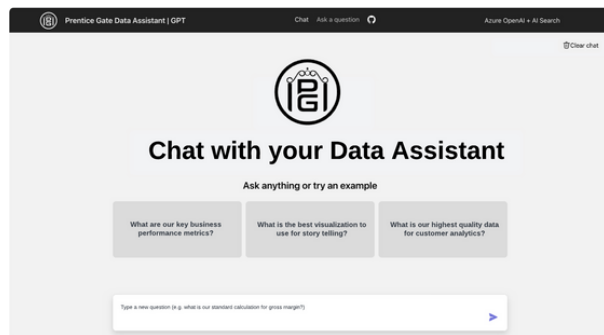 Prentice Gate Data Assistant | GPT
Chat Ask a question
Azure OpenAI + AI Search
Clear chat
PG
Chat with your Data Assistant
Ask anything or try an example
What are our key business
performance metrics?
What is the best visualization to
use for story telling?
What is our highest quality data
for customer analytics?
Type a new question (e.g. what is our standard calculation for gross margin?)